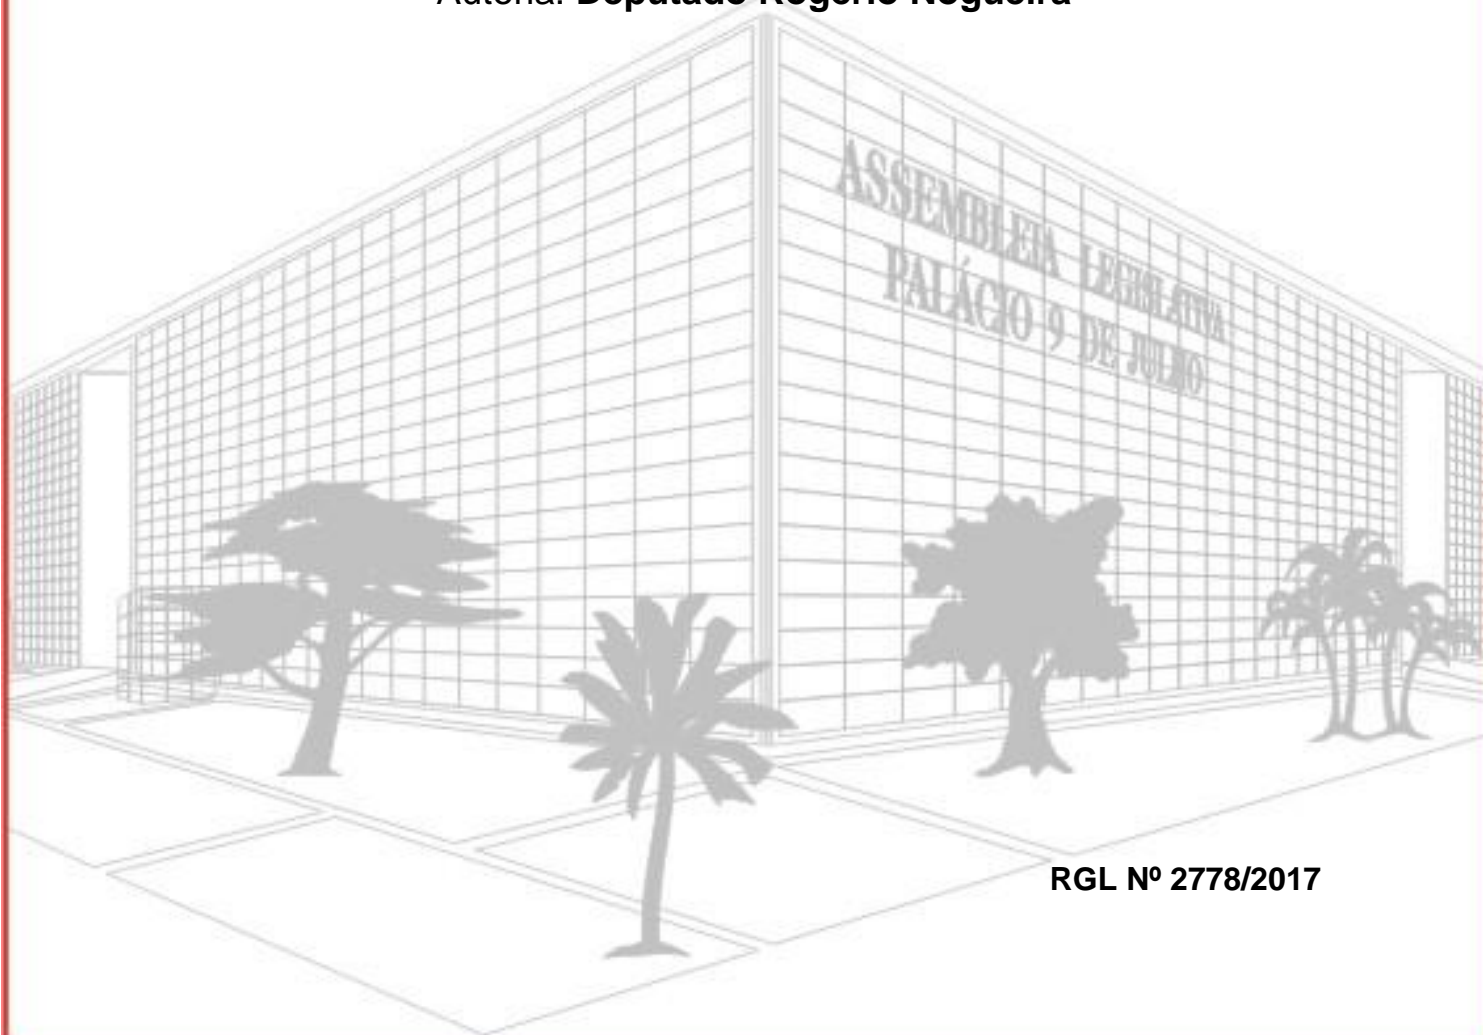 Autoria: Deputado Rogério Nogueira
ASSEMBLEIA LEGISLATIVA
PALÁCIO 9 DE JULHO
RGL Nº 2778/2017